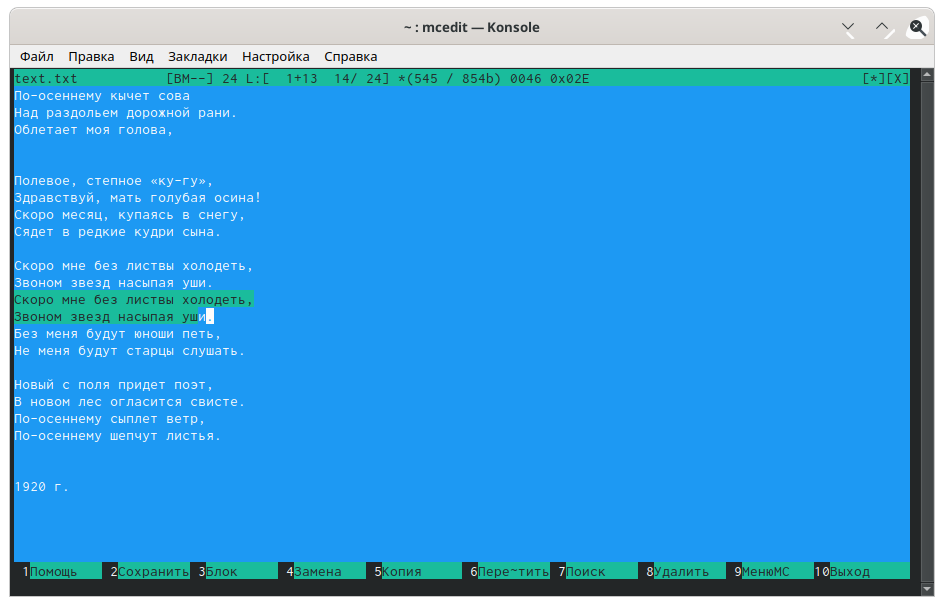 ~ : mcedit — Konsole
Файл Правка Вид Закладки Настройка Справка
text.txt [BM--] 24 L:[ 1+13 14/ 24] *(545 / 854b) 0046 0x02E [*][X]
По-осеннему кычет сова
Над раздольем дорожной рани.
Облетает моя голова,
Полевое, степное «ку-гу»,
Здравствуй, мать голубая осина!
Скоро месяц, купаясь в снегу,
Сядет в редкие кудри сына.
Скоро мне без листвы холодеть,
Звоном звезд насыпая уши.
Скоро мне без листвы холодеть,
Звоном звезд насыпая уши.
Без меня будут юноши петь,
Не меня будут старцы слушать.
Новый с поля придет поэт,
В новом лес огласится свисте.
По-осеннему сыплет ветр,
По-осеннему шепчут листья.
1920 г.
1Помощь 2Сохранить 3Блок 4Замена 5Копия 6Пере~тить 7Поиск 8Удалить 9МенюМС 10Выход